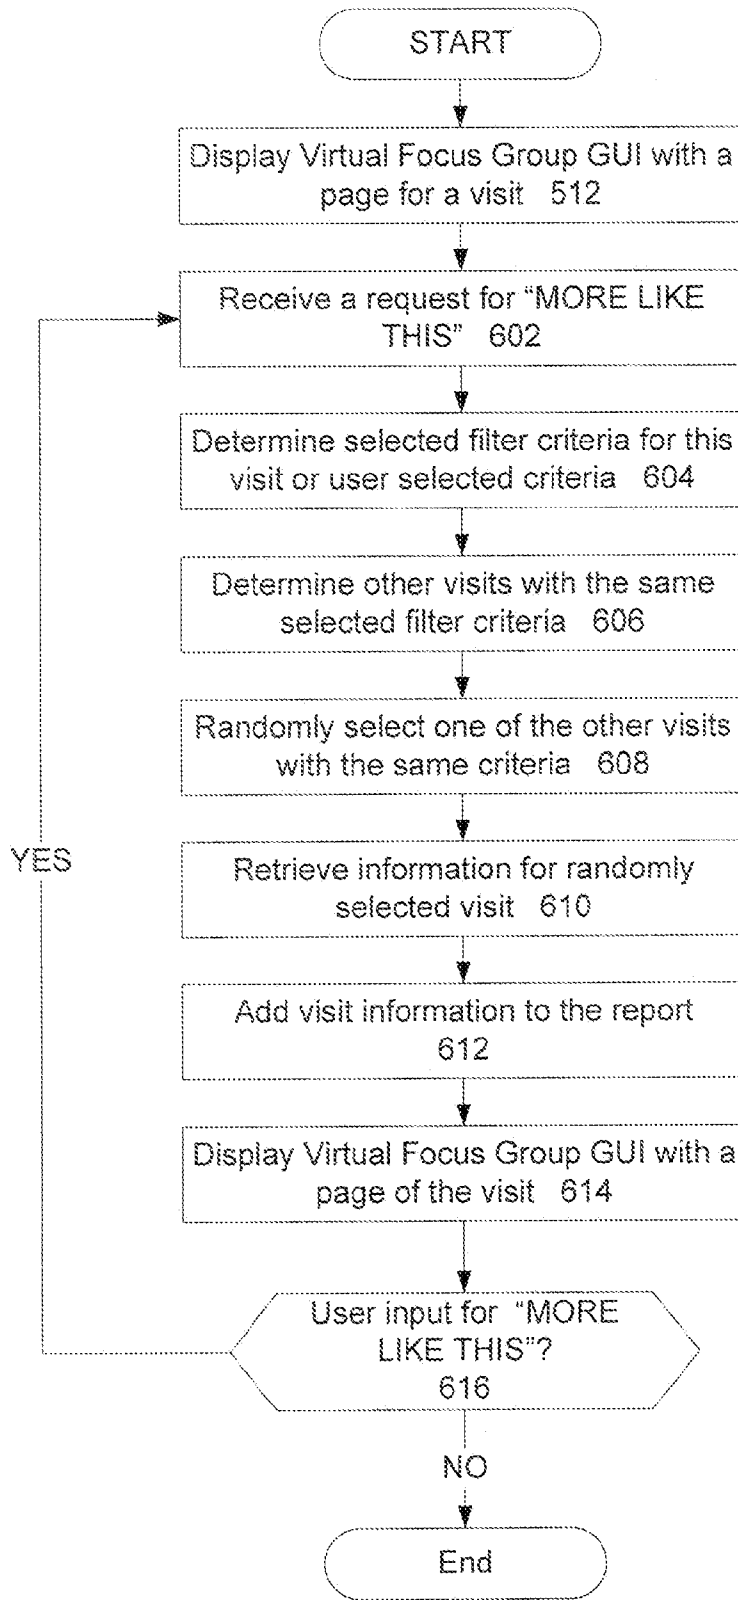 START
Display Virtual Focus Group GUI with a
page for a visit 512
Receive a request for “MORE LIKE
THIS” 602
Determine selected filter criteria for this
visit or user selected criteria 604
Determine other visits with the same
selected filter criteria 606
Randomly select one of the other visits
with the same criteria 608
YES
Retrieve information for randomly
selected visit 610
Add visit information to the report
612
Display Virtual Focus Group GUI with a
page of the visit 614
User input for “MORE
LIKE THIS”?
616
NO
End